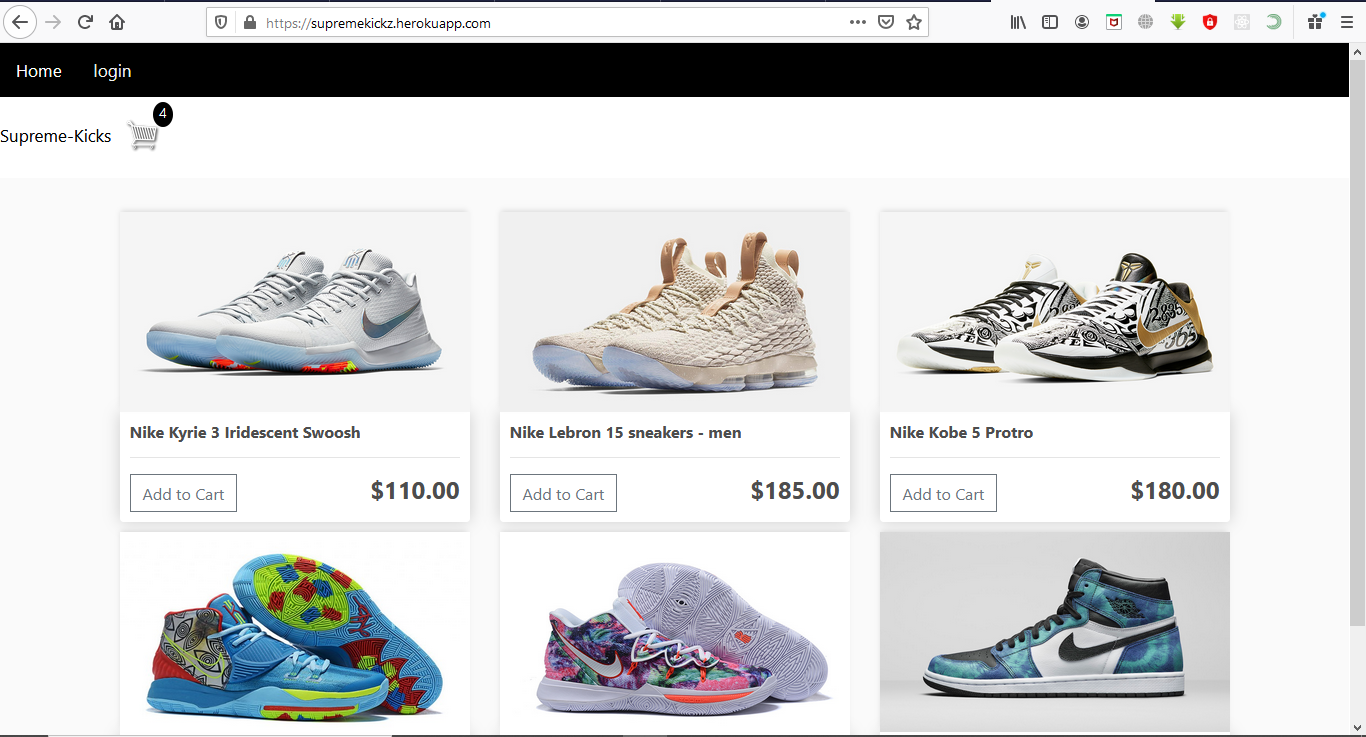 https://supremekickz.herokuapp.com
Home login
4
Supreme-Kicks
Nike Kyrie 3 Iridescent Swoosh
Nike Lebron 15 sneakers - men
Nike Kobe 5 Protro
Add to Cart $110.00
Add to Cart $185.00
Add to Cart $180.00